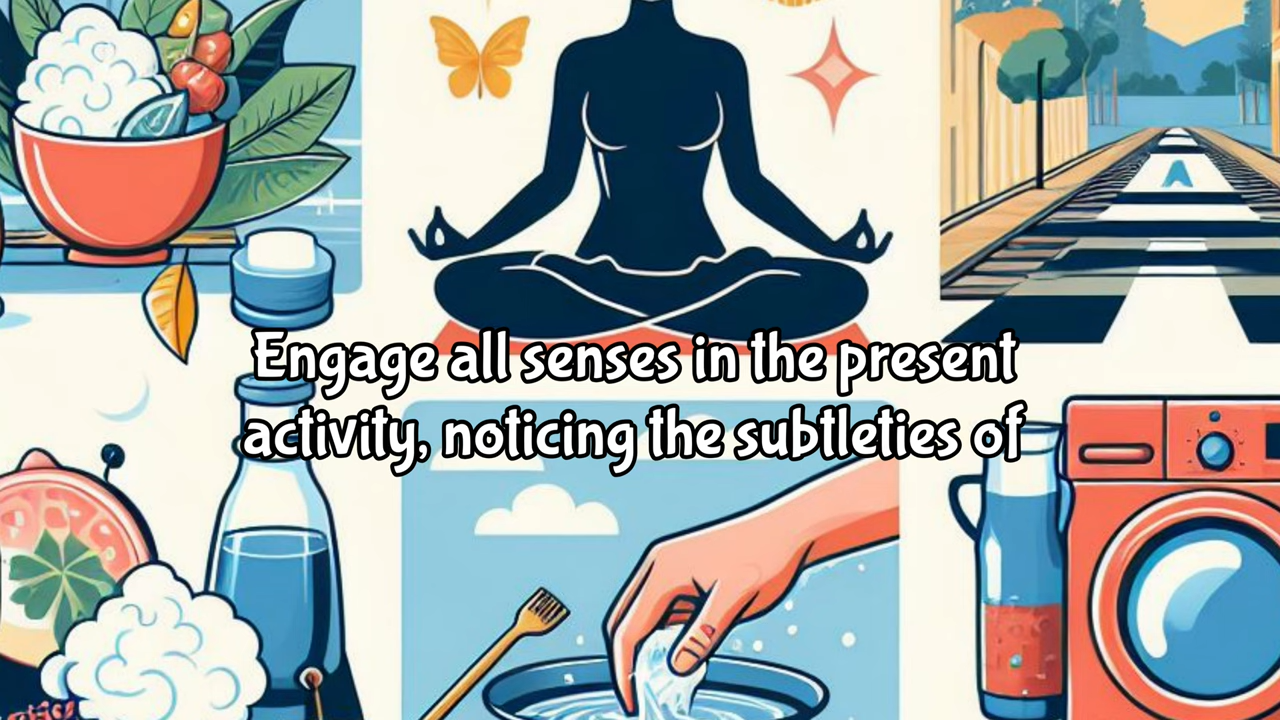 Engage all senses in the present
activity, noticing the subtleties of